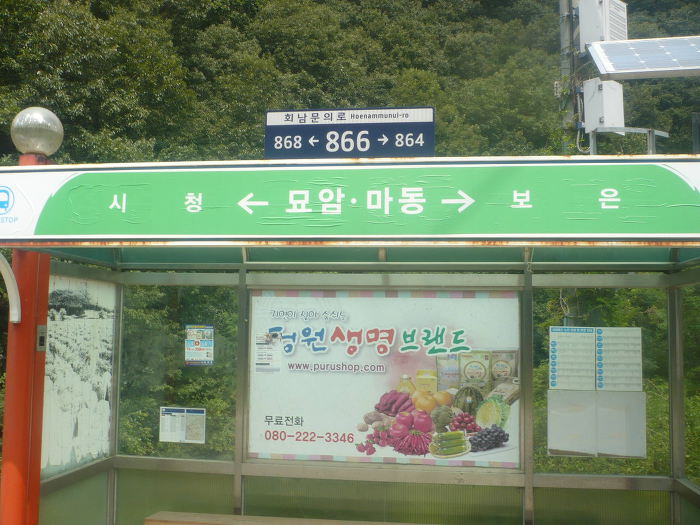 회남문의로 Hoenammunui-ro
868 ← 866 → 864
시 청 ← 묘암·마동 → 보 은
STOP
청원생명 브랜드
www.purushop.com
무료전화
080-222-3346